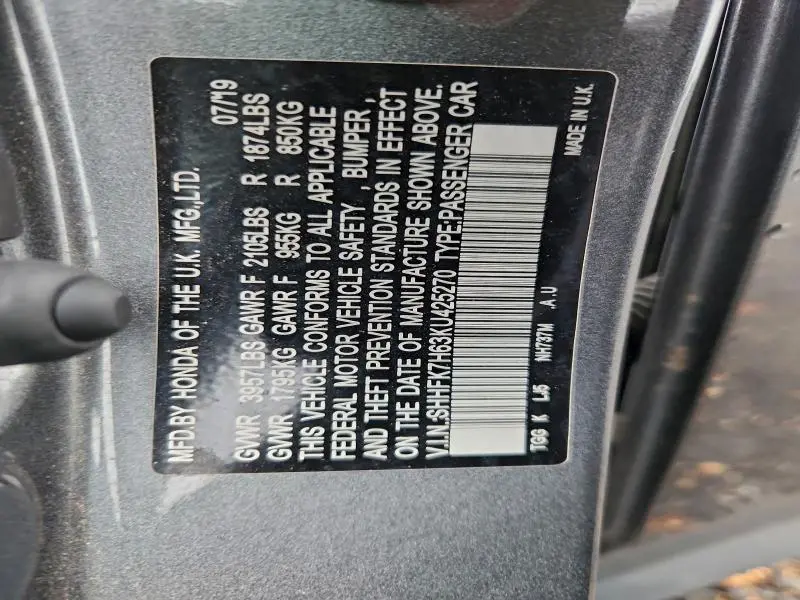 MFD.BY HONDA OF THE U.K. MFG.,LTD. 07/19
GVWR 3957LBS GAWR F 2105LBS R 1874LBS
GVWR 1795KG GAWR F 955KG R 850KG
THIS VEHICLE CONFORMS TO ALL APPLICABLE
FEDERAL MOTOR VEHICLE SAFETY , BUMPER ,
AND THEFT PREVENTION STANDARDS IN EFFECT
ON THE DATE OF MANUFACTURE SHOWN ABOVE.
V.I.N.:SHHFK7H63KU425270 TYPE:PASSENGER CAR
TGG K LJ5 NH737M .A .U MADE IN U.K.